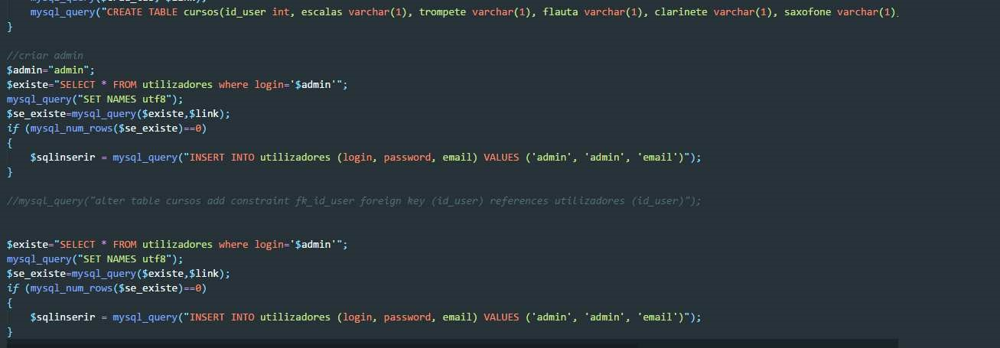 mysql_query("CREATE TABLE cursos(id_user int, escalas varchar(1), trompete varchar(1), flauta varchar(1), clarinete varchar(1), saxofone varchar(1),
}
//criar admin
$admin="admin";
$existe="SELECT * FROM utilizadores where login='$admin'";
mysql_query("SET NAMES utf8");
$se_existe=mysql_query($existe,$link);
if (mysql_num_rows($se_existe)==0)
{
$sqlinserir = mysql_query("INSERT INTO utilizadores (login, password, email) VALUES ('admin', 'admin', 'email')");
}
//mysql_query("alter table cursos add constraint fk_id_user foreign key (id_user) references utilizadores (id_user)");
$existe="SELECT * FROM utilizadores where login='$admin'";
mysql_query("SET NAMES utf8");
$se_existe=mysql_query($existe,$link);
if (mysql_num_rows($se_existe)==0)
{
$sqlinserir = mysql_query("INSERT INTO utilizadores (login, password, email) VALUES ('admin', 'admin', 'email')");
}